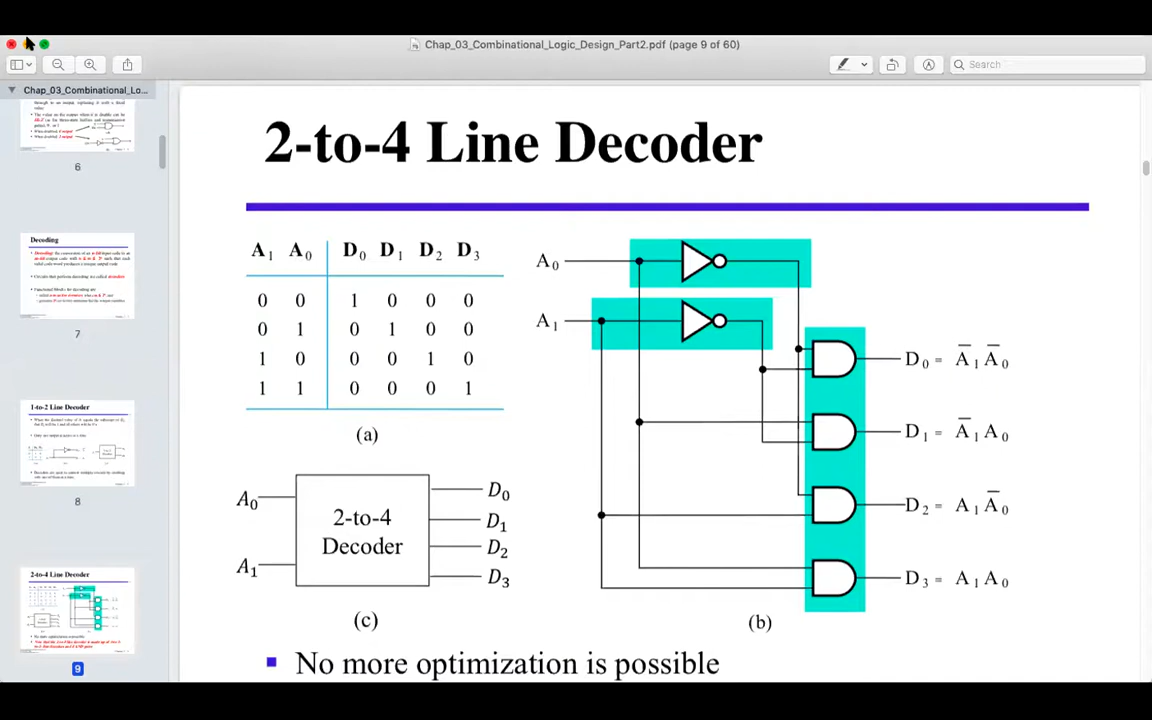 Chap_03_Combinational_Logic_Design_Part2.pdf (page 9 of 60)
Search
Chap_03_Combinational_Lo...
6
Decoding
7
1-to-2 Line Decoder
8
2-to-4 Line Decoder
9
2-to-4 Line Decoder
A₁ A₀ D₀ D₁ D₂ D₃
0 0 1 0 0 0
0 1 0 1 0 0
1 0 0 0 1 0
1 1 0 0 0 1
(a)
A₀
A₁
D₀ = A̅₁ A̅₀
D₁ = A̅₁ A₀
D₂ = A₁ A̅₀
D₃ = A₁ A₀
(b)
A₀
A₁
2-to-4
Decoder
D₀
D₁
D₂
D₃
(c)
■ No more optimization is possible